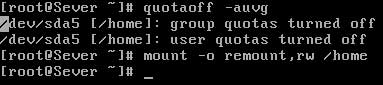 [root@Sever ~]# quotaoff -auvg
/dev/sda5 [/home]: group quotas turned off
/dev/sda5 [/home]: user quotas turned off
[root@Sever ~]# mount -o remount,rw /home
[root@Sever ~]# _